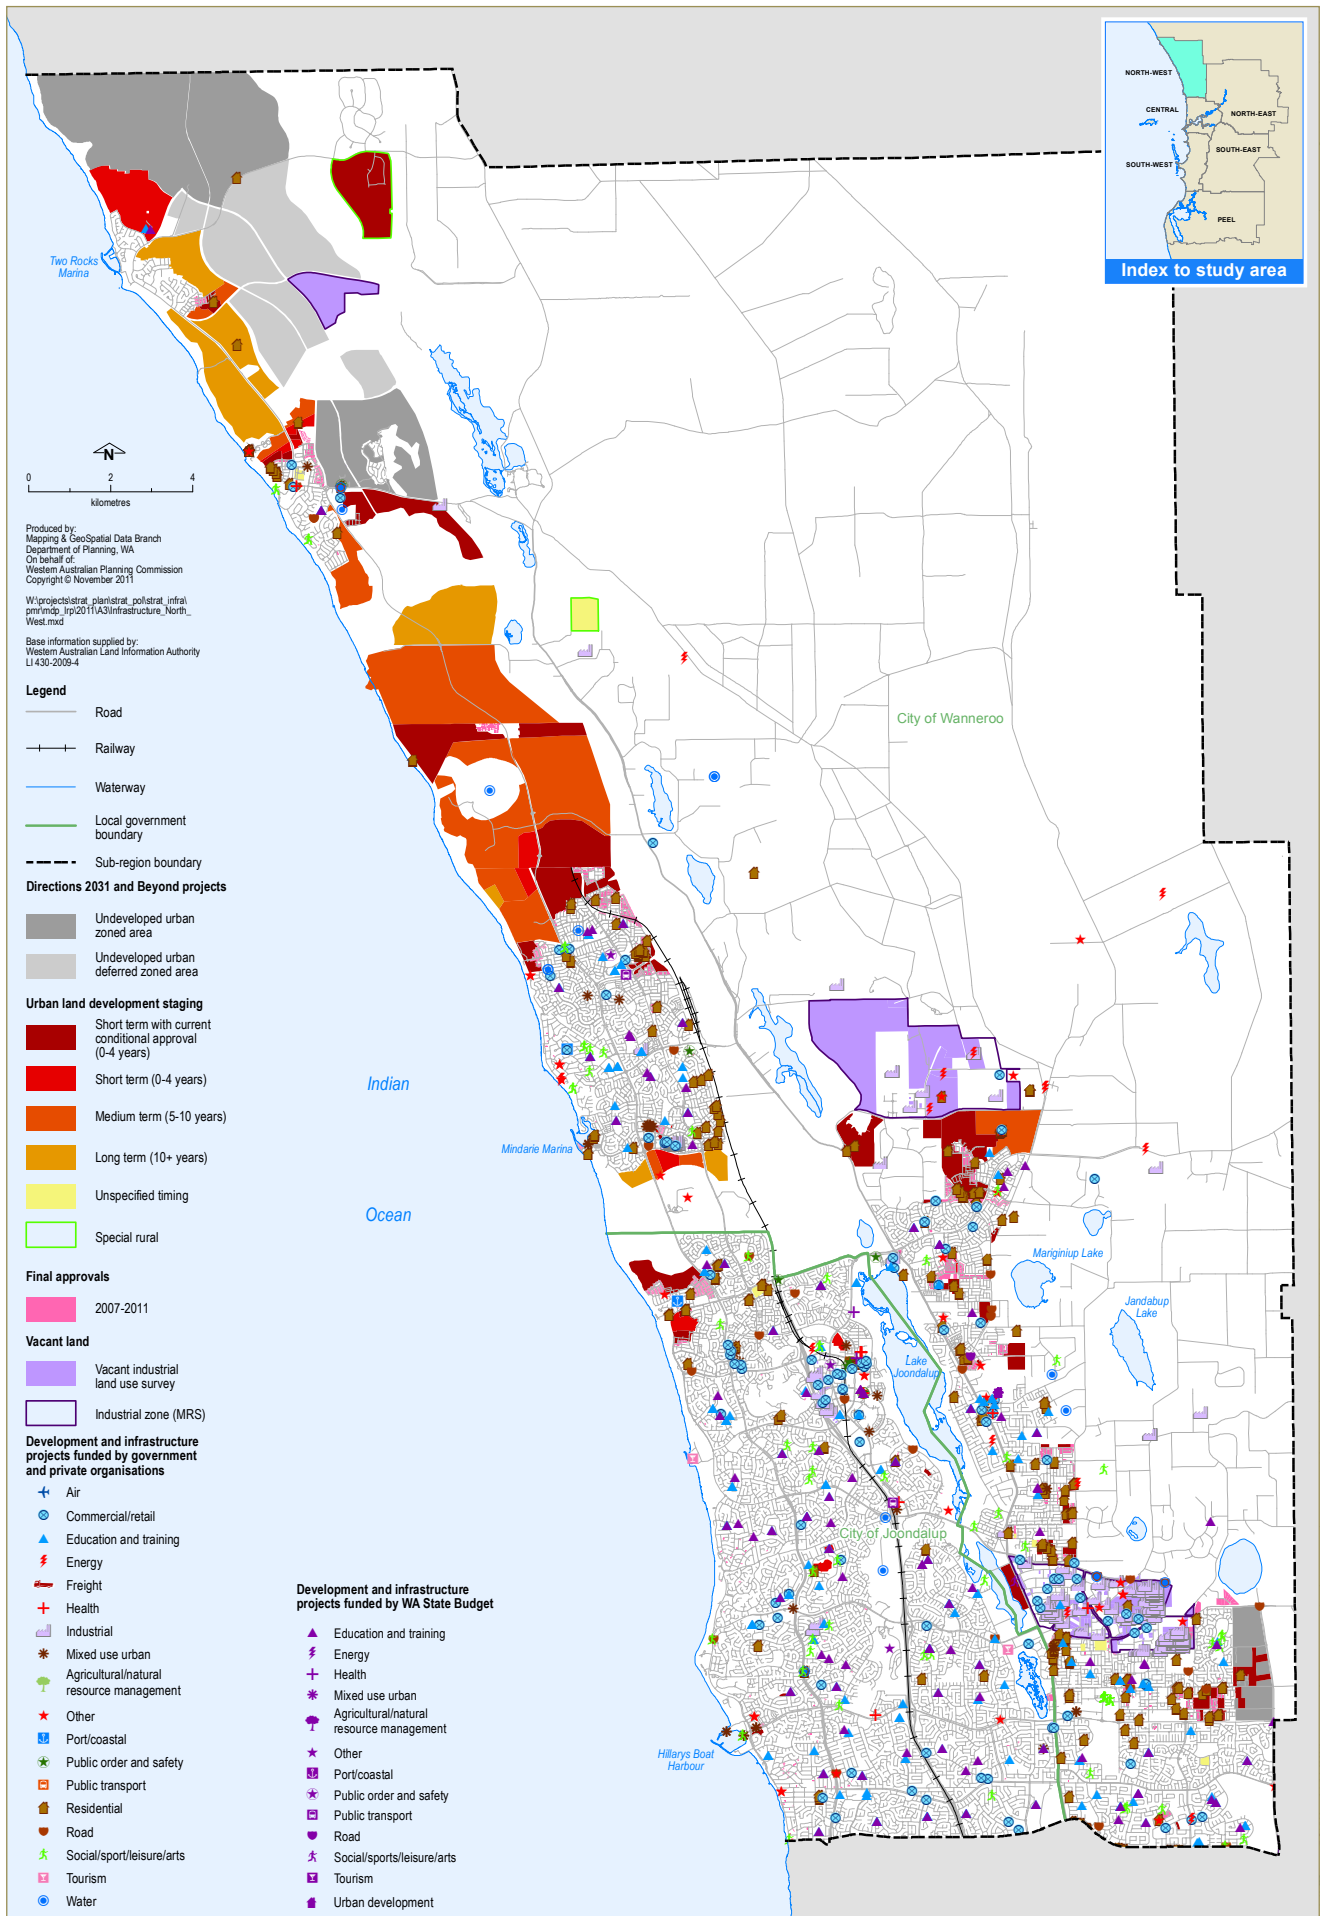 NORTH-WEST
CENTRAL
NORTH-EAST
SOUTH-EAST
SOUTH-WEST
PEEL
Index to study area
Two Rocks
Marina
N
0 2 4
kilometres
Produced by:
Mapping & GeoSpatial Data Branch
Department of Planning, WA
On behalf of:
Western Australian Planning Commission
Copyright © November 2011
W:\projects\strat_plan\strat_pol\strat_infra\
pmr\mdp_lrp\2011\A3\Infrastructure_North_
West.mxd
Base information supplied by:
Western Australian Land Information Authority
LI 430-2009-4
City of Wanneroo
Indian
Ocean
Mindarie Marina
Mariginiup Lake
Jandabup
Lake
Lake
Joondalup
City of Joondalup
Hillarys Boat
Harbour
Legend
Road
Railway
Waterway
Local government
boundary
Sub-region boundary
Directions 2031 and Beyond projects
Undeveloped urban
zoned area
Undeveloped urban
deferred zoned area
Urban land development staging
Short term with current
conditional approval
(0-4 years)
Short term (0-4 years)
Medium term (5-10 years)
Long term (10+ years)
Unspecified timing
Special rural
Final approvals
2007-2011
Vacant land
Vacant industrial
land use survey
Industrial zone (MRS)
Development and infrastructure
projects funded by government
and private organisations
Air
Commercial/retail
Education and training
Energy
Freight
Health
Industrial
Mixed use urban
Agricultural/natural
resource management
Other
Port/coastal
Public order and safety
Public transport
Residential
Road
Social/sport/leisure/arts
Tourism
Water
Development and infrastructure
projects funded by WA State Budget
Education and training
Energy
Health
Mixed use urban
Agricultural/natural
resource management
Other
Port/coastal
Public order and safety
Public transport
Road
Social/sports/leisure/arts
Tourism
Urban development